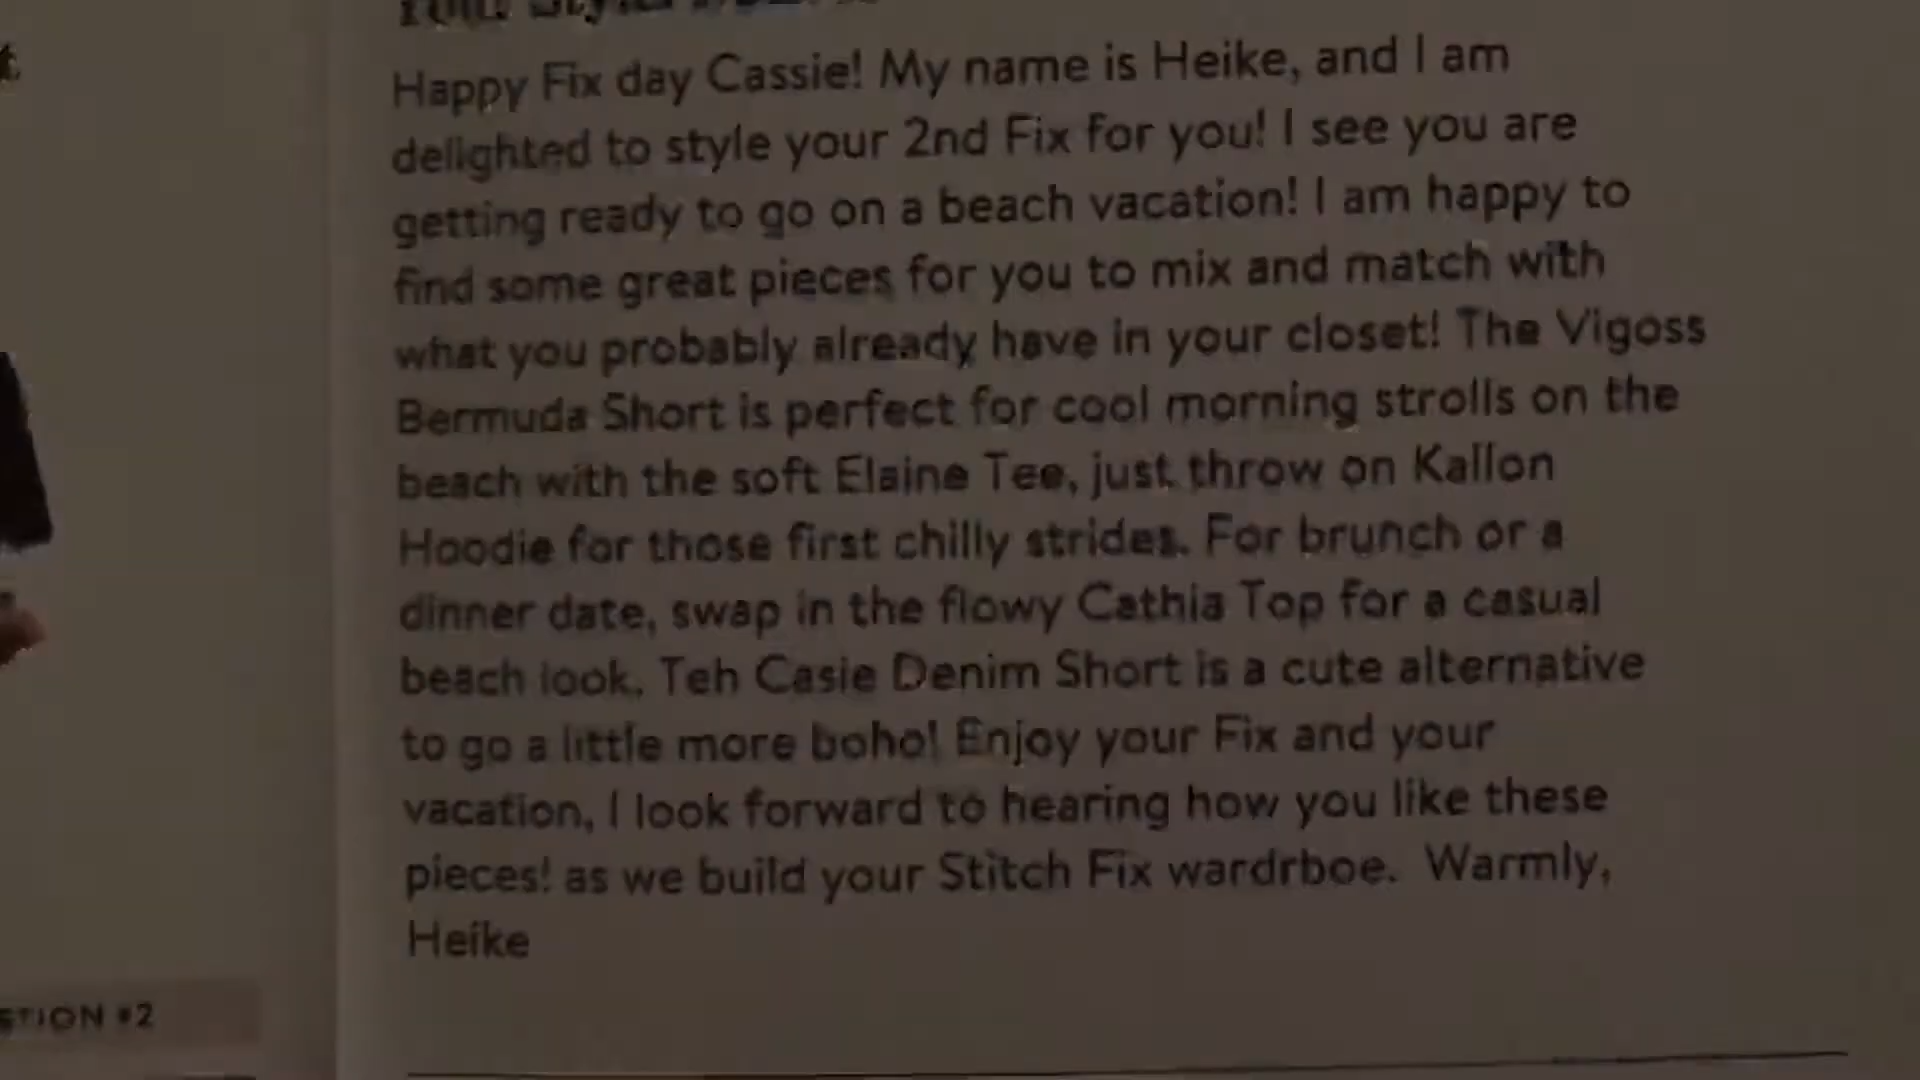 Happy Fix day Cassie! My name is Heike, and I am
delighted to style your 2nd Fix for you! I see you are
getting ready to go on a beach vacation! I am happy to
find some great pieces for you to mix and match with
what you probably already have in your closet! The Vigoss
Bermuda Short is perfect for cool morning strolls on the
beach with the soft Elaine Tee, just throw on Kallon
Hoodie for those first chilly strides. For brunch or a
dinner date, swap in the flowy Cathia Top for a casual
beach look. Teh Casie Denim Short is a cute alternative
to go a little more boho! Enjoy your Fix and your
vacation, I look forward to hearing how you like these
pieces! as we build your Stitch Fix wardrboe. Warmly,
Heike
STION #2